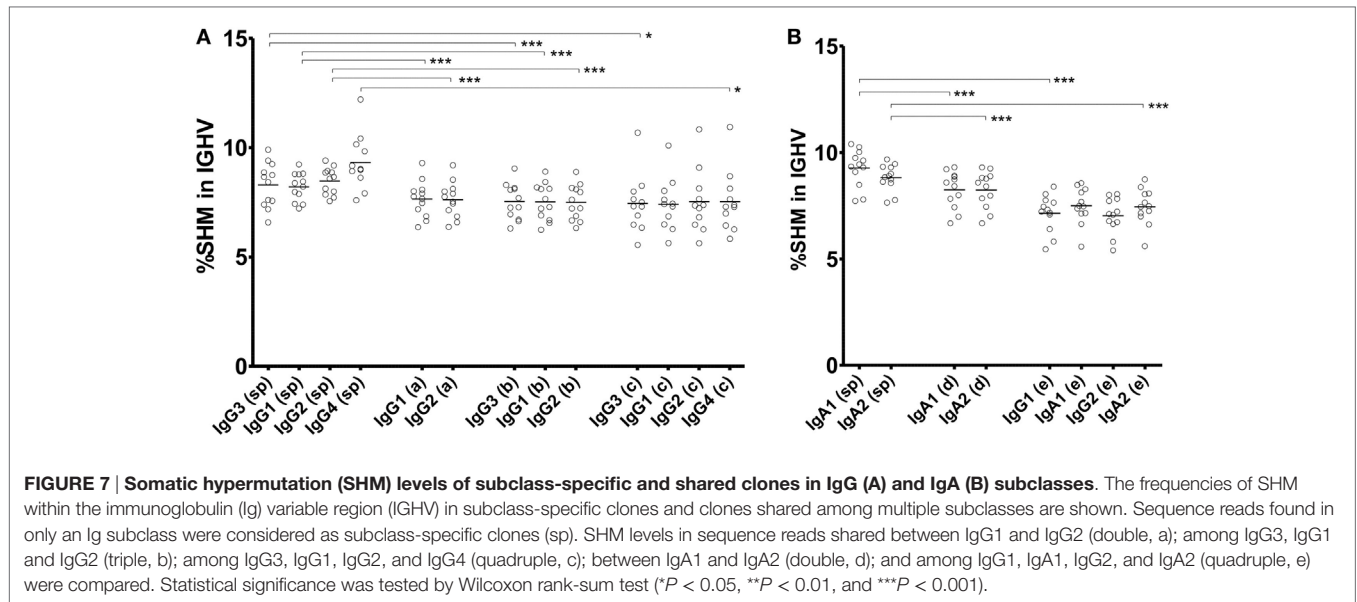 A
15
10
5
0
%SHM in IGHV
*
***
***
***
***
***
*
IgG3 (sp)
IgG1 (sp)
IgG2 (sp)
IgG4 (sp)
IgG1 (a)
IgG2 (a)
IgG3 (b)
IgG1 (b)
IgG2 (b)
IgG3 (c)
IgG1 (c)
IgG2 (c)
IgG4 (c)
B
15
10
5
0
%SHM in IGHV
***
***
***
***
IgA1 (sp)
IgA2 (sp)
IgA1 (d)
IgA2 (d)
IgG1 (e)
IgA1 (e)
IgG2 (e)
IgA2 (e)
FIGURE 7 | Somatic hypermutation (SHM) levels of subclass-specific and shared clones in IgG (A) and IgA (B) subclasses. The frequencies of SHM
within the immunoglobulin (Ig) variable region (IGHV) in subclass-specific clones and clones shared among multiple subclasses are shown. Sequence reads found in
only an Ig subclass were considered as subclass-specific clones (sp). SHM levels in sequence reads shared between IgG1 and IgG2 (double, a); among IgG3, IgG1
and IgG2 (triple, b); among IgG3, IgG1, IgG2, and IgG4 (quadruple, c); between IgA1 and IgA2 (double, d); and among IgG1, IgA1, IgG2, and IgA2 (quadruple, e)
were compared. Statistical significance was tested by Wilcoxon rank-sum test (*P < 0.05, **P < 0.01, and ***P < 0.001).